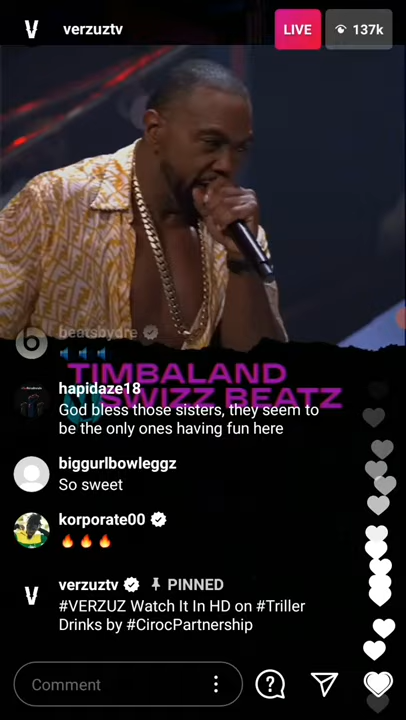 verzuztv
LIVE
137k
beatsbydre
TIMBALAND
SWIZZ BEATZ
hapidaze18
God bless those sisters, they seem to
be the only ones having fun here
biggurlbowleggz
So sweet
korporate00
verzuztv PINNED
#VERZUZ Watch It In HD on #Triller
Drinks by #CirocPartnership
Comment